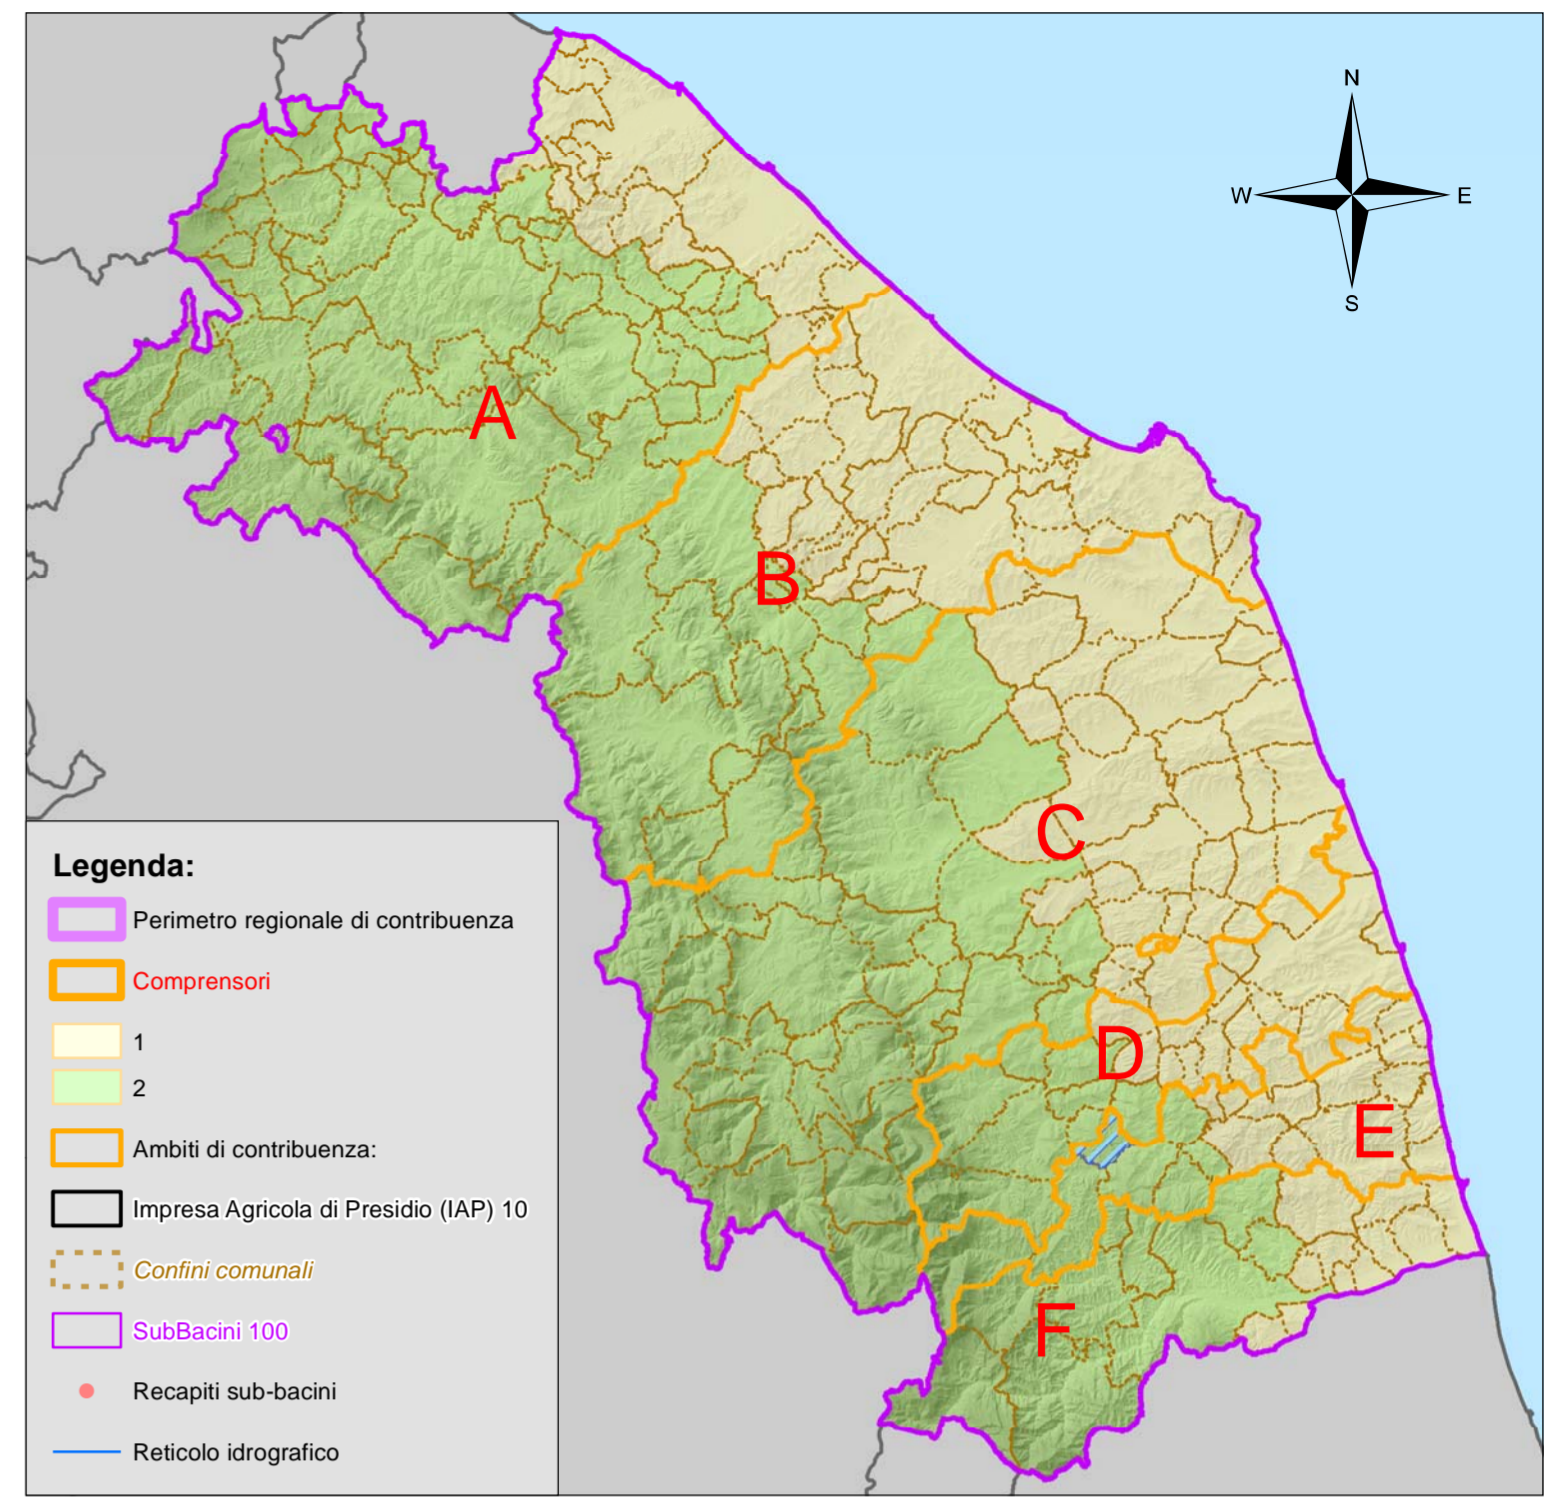 N
W
E
S
A
B
C
D
E
F
Legenda:
Perimetro regionale di contribuenza
Comprensori
1
2
Ambiti di contribuenza:
Impresa Agricola di Presidio (IAP) 10
Confini comunali
SubBacini 100
Recapiti sub-bacini
Reticolo idrografico